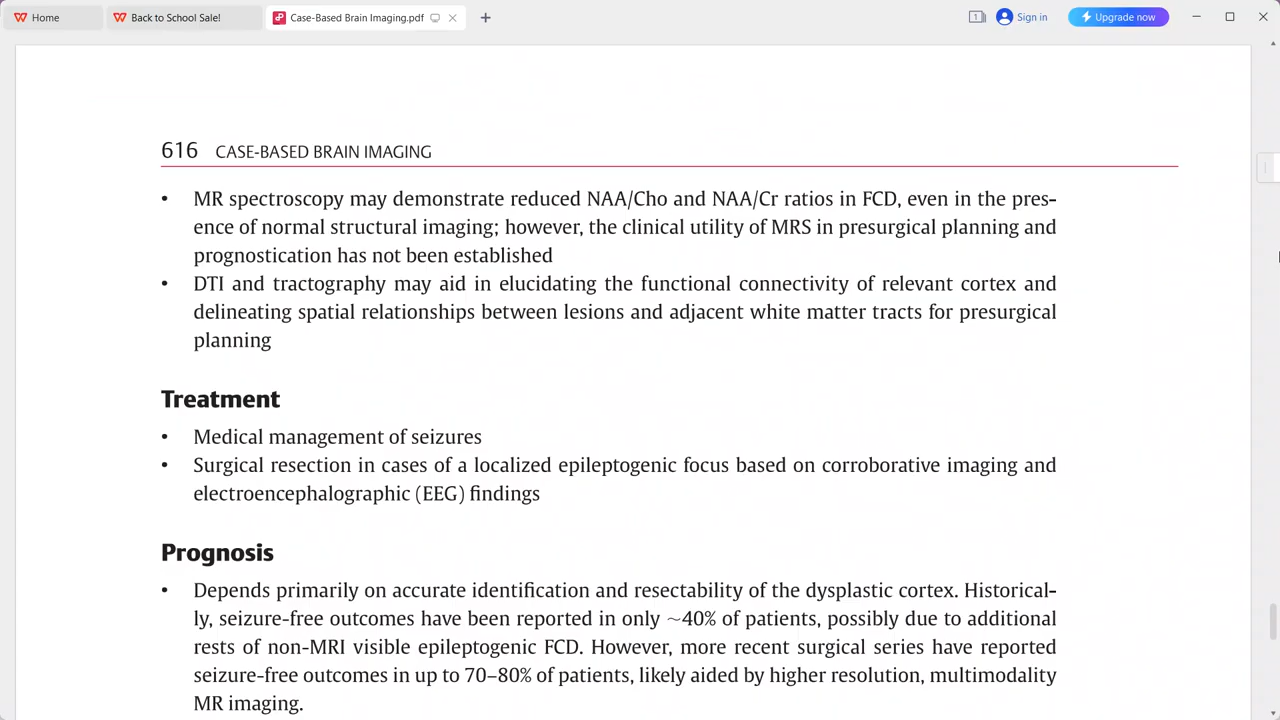 Home
Back to School Sale!
Case-Based Brain Imaging.pdf
1
Sign in
Upgrade now
616 CASE-BASED BRAIN IMAGING
• MR spectroscopy may demonstrate reduced NAA/Cho and NAA/Cr ratios in FCD, even in the pres-
ence of normal structural imaging; however, the clinical utility of MRS in presurgical planning and
prognostication has not been established
• DTI and tractography may aid in elucidating the functional connectivity of relevant cortex and
delineating spatial relationships between lesions and adjacent white matter tracts for presurgical
planning
Treatment
• Medical management of seizures
• Surgical resection in cases of a localized epileptogenic focus based on corroborative imaging and
electroencephalographic (EEG) findings
Prognosis
• Depends primarily on accurate identification and resectability of the dysplastic cortex. Historical-
ly, seizure-free outcomes have been reported in only ~40% of patients, possibly due to additional
rests of non-MRI visible epileptogenic FCD. However, more recent surgical series have reported
seizure-free outcomes in up to 70–80% of patients, likely aided by higher resolution, multimodality
MR imaging.